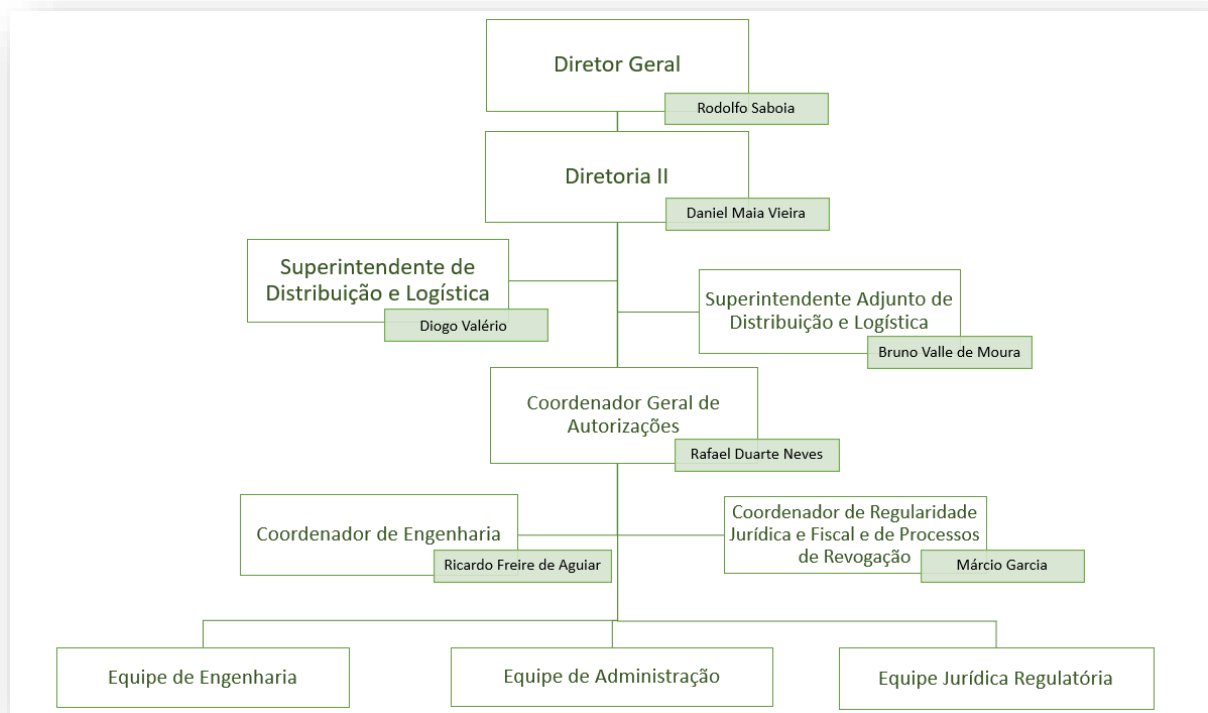 Diretor Geral
Rodolfo Saboia
Diretoria II
Daniel Maia Vieira
Superintendente de
Distribuição e Logística
Diogo Valério
Superintendente Adjunto de
Distribuição e Logística
Bruno Valle de Moura
Coordenador Geral de
Autorizações
Rafael Duarte Neves
Coordenador de Engenharia
Ricardo Freire de Aguiar
Coordenador de Regularidade
Jurídica e Fiscal e de Processos
de Revogação
Márcio Garcia
Equipe de Engenharia
Equipe de Administração
Equipe Jurídica Regulatória